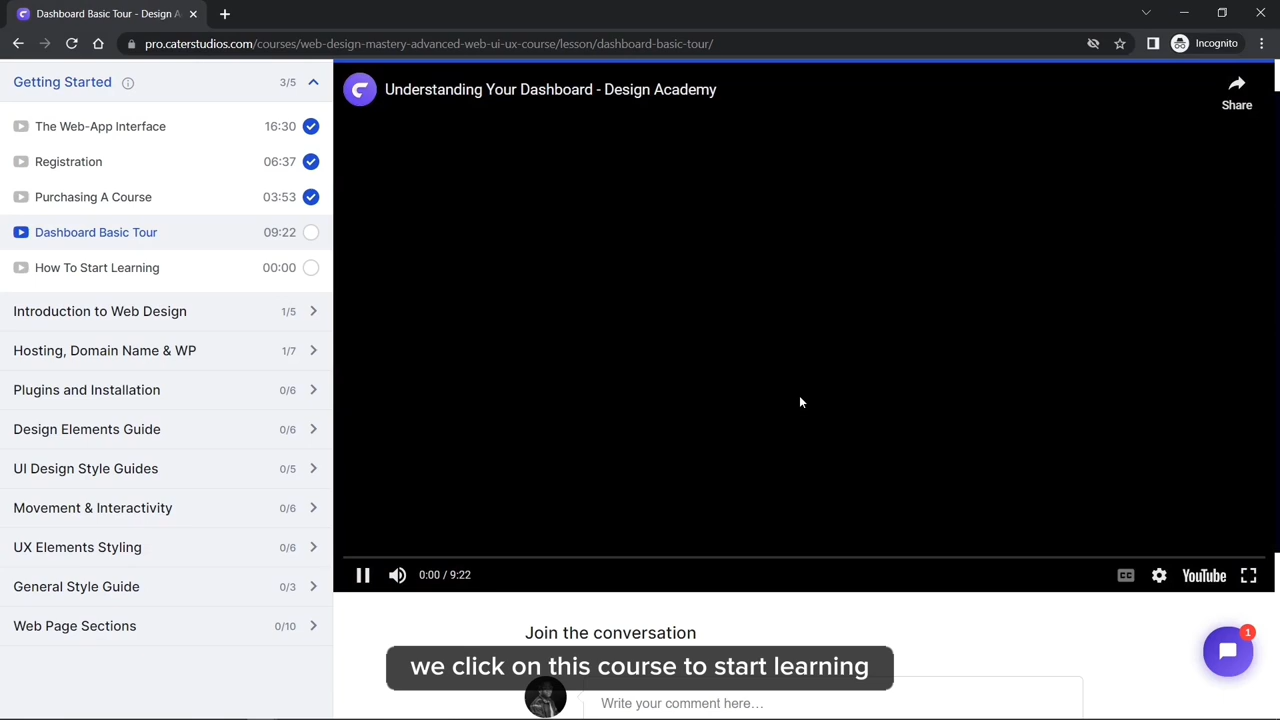 Dashboard Basic Tour - Design A
pro.caterstudios.com/courses/web-design-mastery-advanced-web-ui-ux-course/lesson/dashboard-basic-tour/
Incognito
Getting Started 3/5
The Web-App Interface 16:30
Registration 06:37
Purchasing A Course 03:53
Dashboard Basic Tour 09:22
How To Start Learning 00:00
Introduction to Web Design 1/5
Hosting, Domain Name & WP 1/7
Plugins and Installation 0/6
Design Elements Guide 0/6
UI Design Style Guides 0/5
Movement & Interactivity 0/6
UX Elements Styling 0/6
General Style Guide 0/3
Web Page Sections 0/10
Understanding Your Dashboard - Design Academy
Share
0:00 / 9:22
CC
YouTube
Join the conversation
1
we click on this course to start learning
Write your comment here...